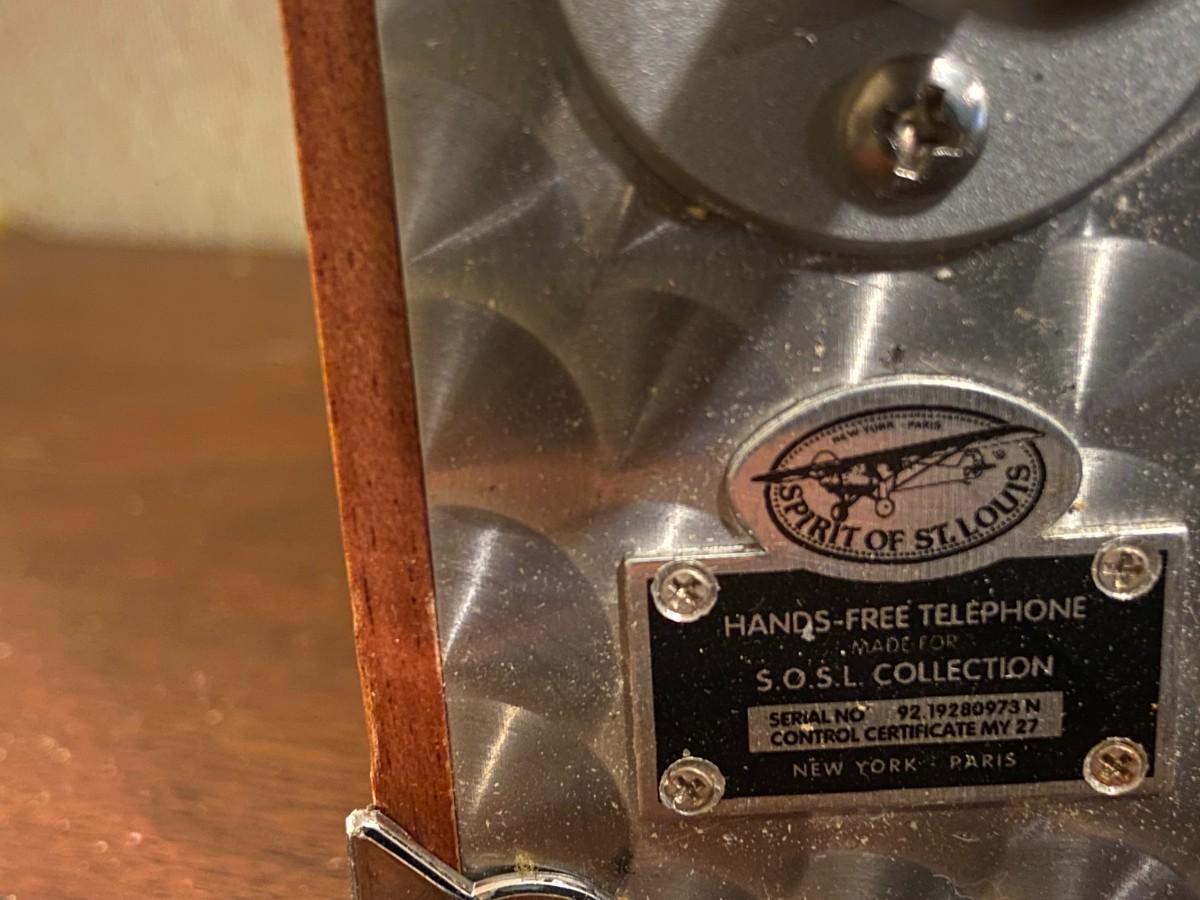 NEW YORK - PARIS
SPIRIT OF ST. LOUIS
HANDS-FREE TELEPHONE
MADE FOR
S.O.S.L. COLLECTION
SERIAL NO 92.19280973 N
CONTROL CERTIFICATE MY 27
NEW YORK - PARIS